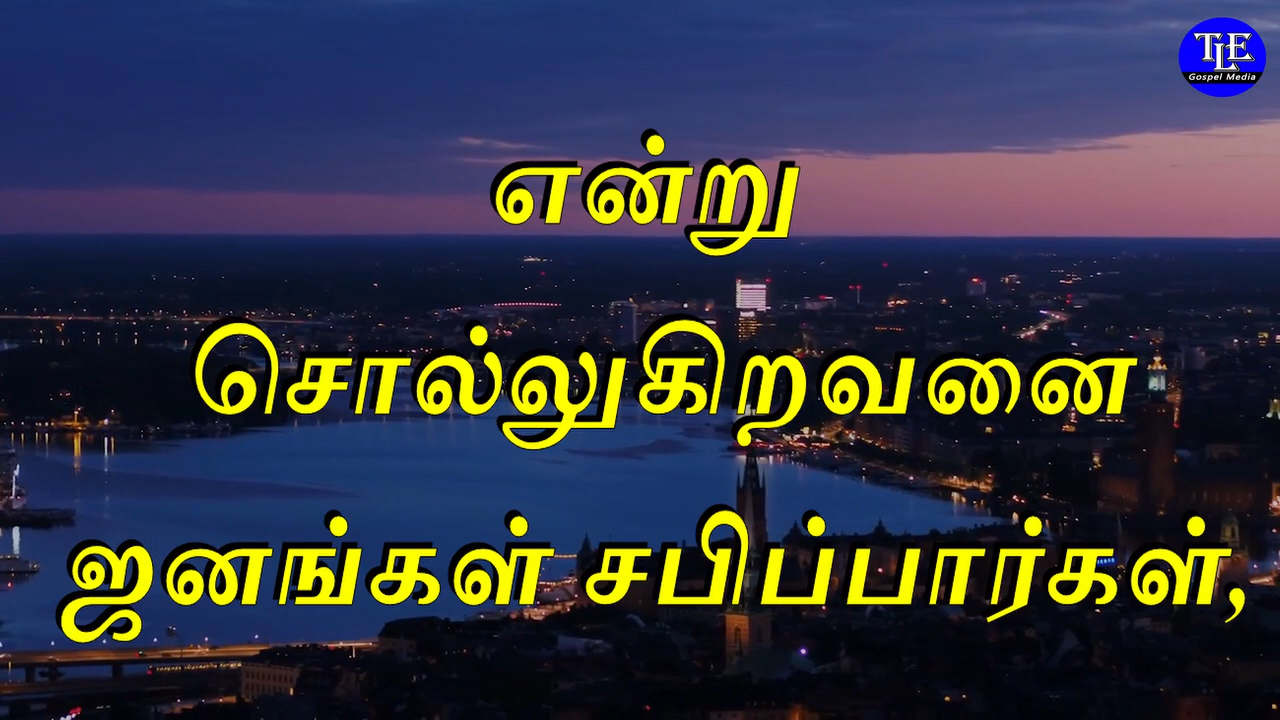 TLE
Gospel Media
என்று
சொல்லுகிறவனை
ஜனங்கள் சபிப்பார்கள்,